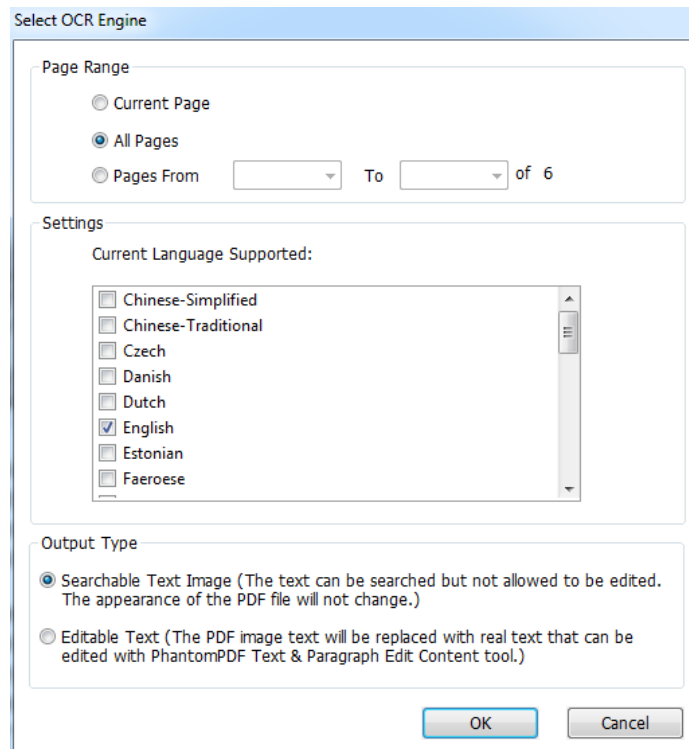 Select OCR Engine
Page Range
Current Page
All Pages
Pages From To of 6
Settings
Current Language Supported:
Chinese-Simplified
Chinese-Traditional
Czech
Danish
Dutch
English
Estonian
Faeroese
Output Type
Searchable Text Image (The text can be searched but not allowed to be edited.
The appearance of the PDF file will not change.)
Editable Text (The PDF image text will be replaced with real text that can be
edited with PhantomPDF Text & Paragraph Edit Content tool.)
OK Cancel